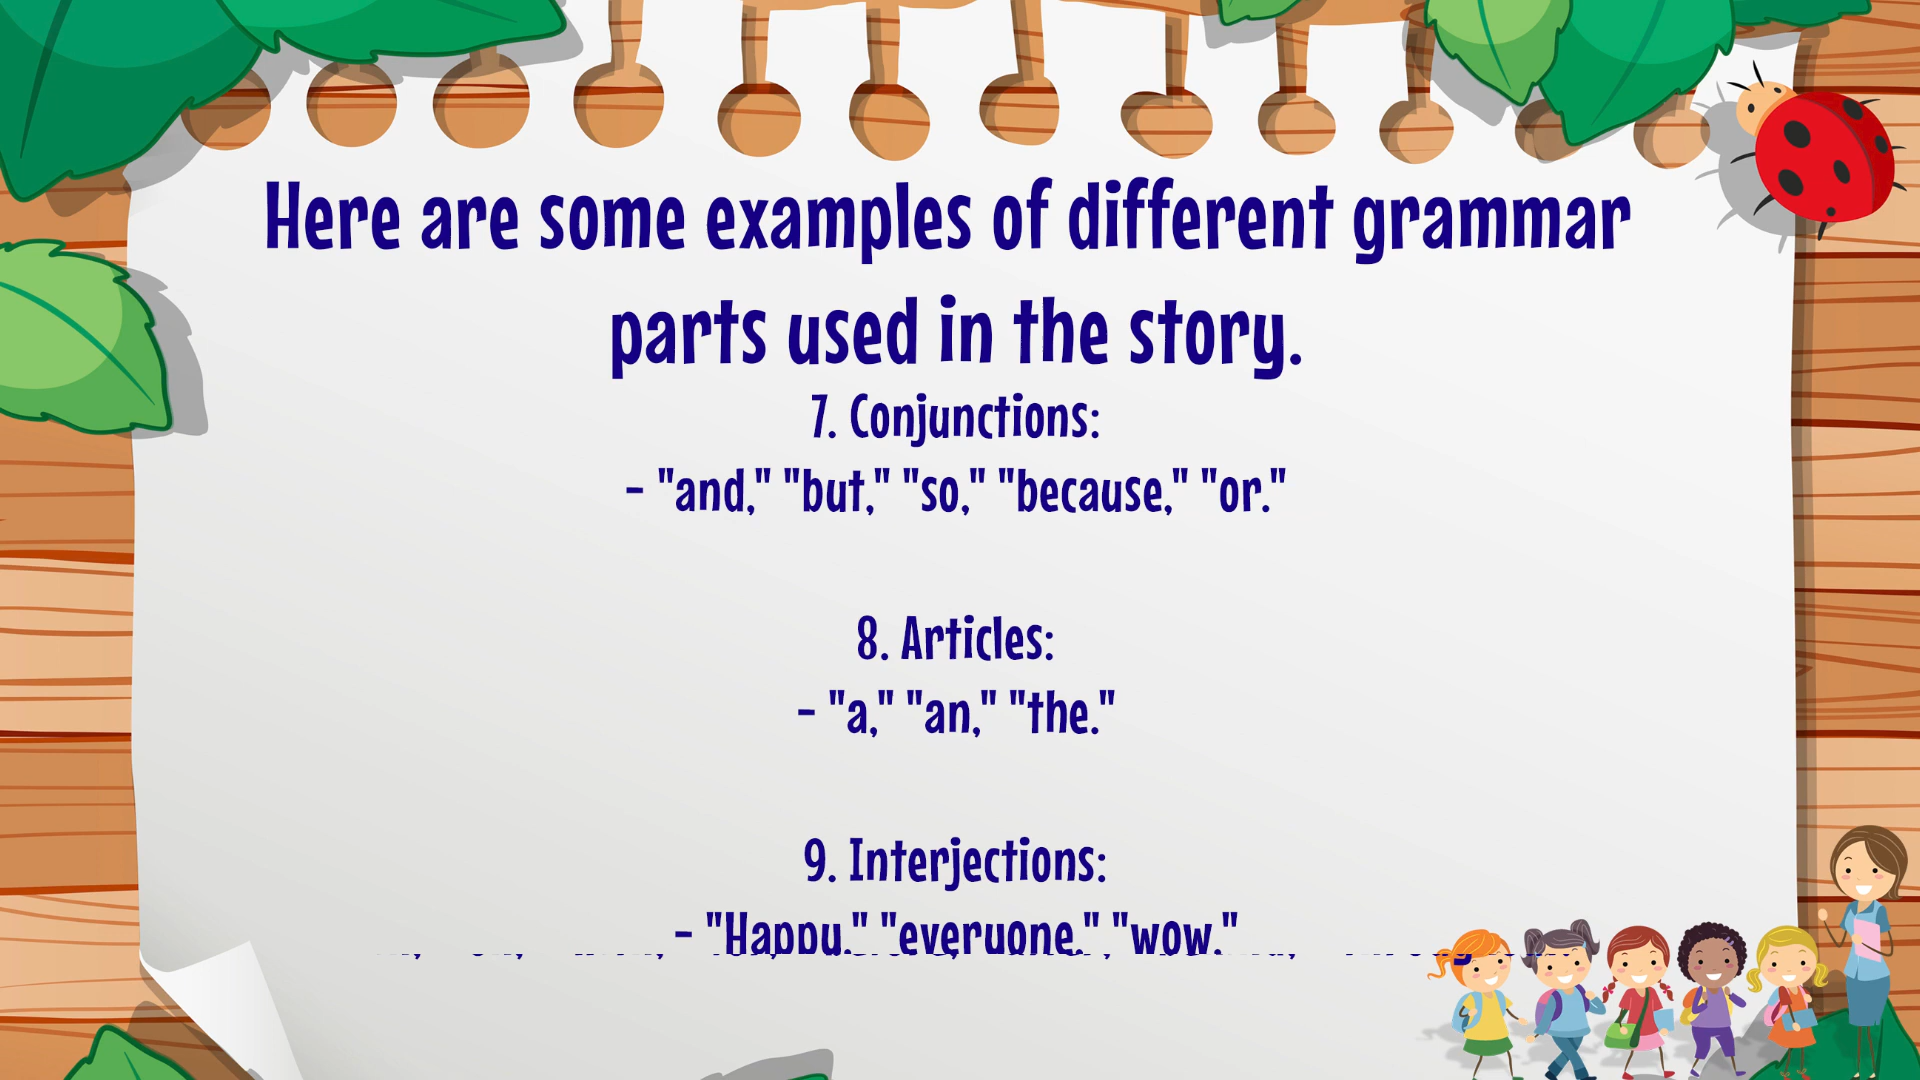 Here are some examples of different grammar
parts used in the story.
7. Conjunctions:
- "and," "but," "so," "because," "or."
8. Articles:
- "a," "an," "the."
9. Interjections:
- "Happy," "everyone," "wow."